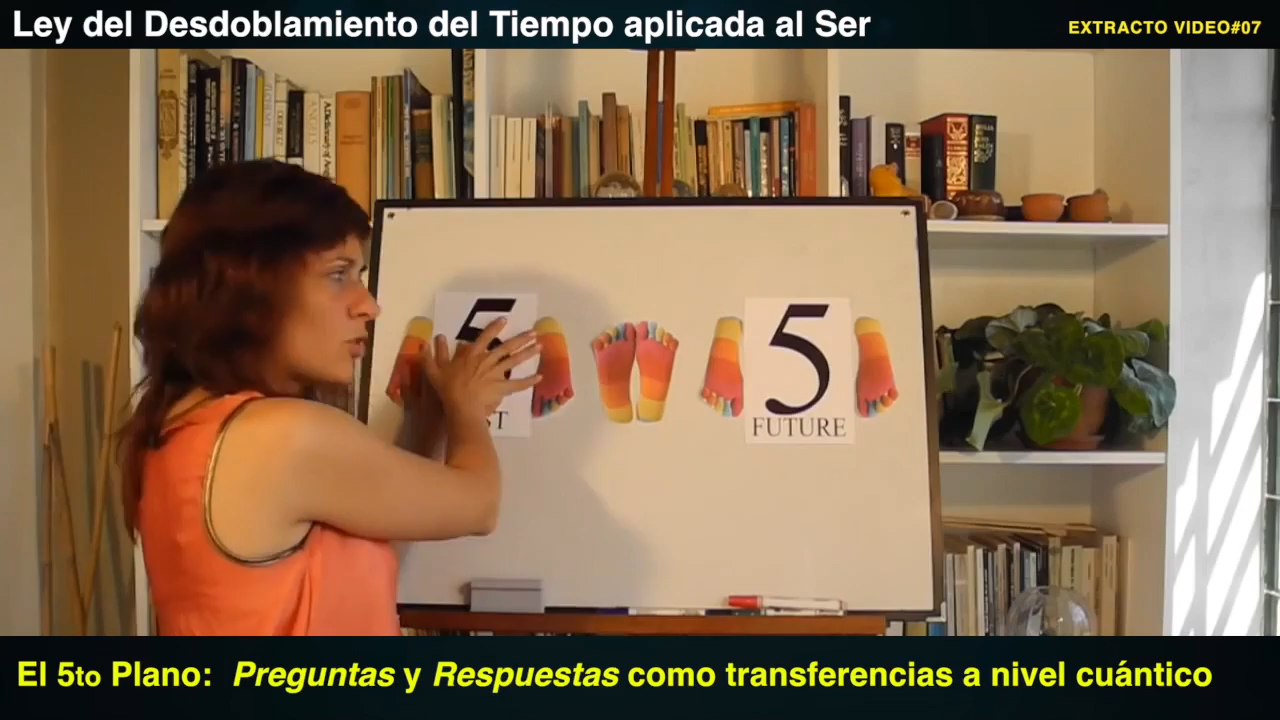 Ley del Desdoblamiento del Tiempo aplicada al Ser
EXTRACTO VIDEO#07
5
5
FUTURE
El 5to Plano: Preguntas y Respuestas como transferencias a nivel cuántico